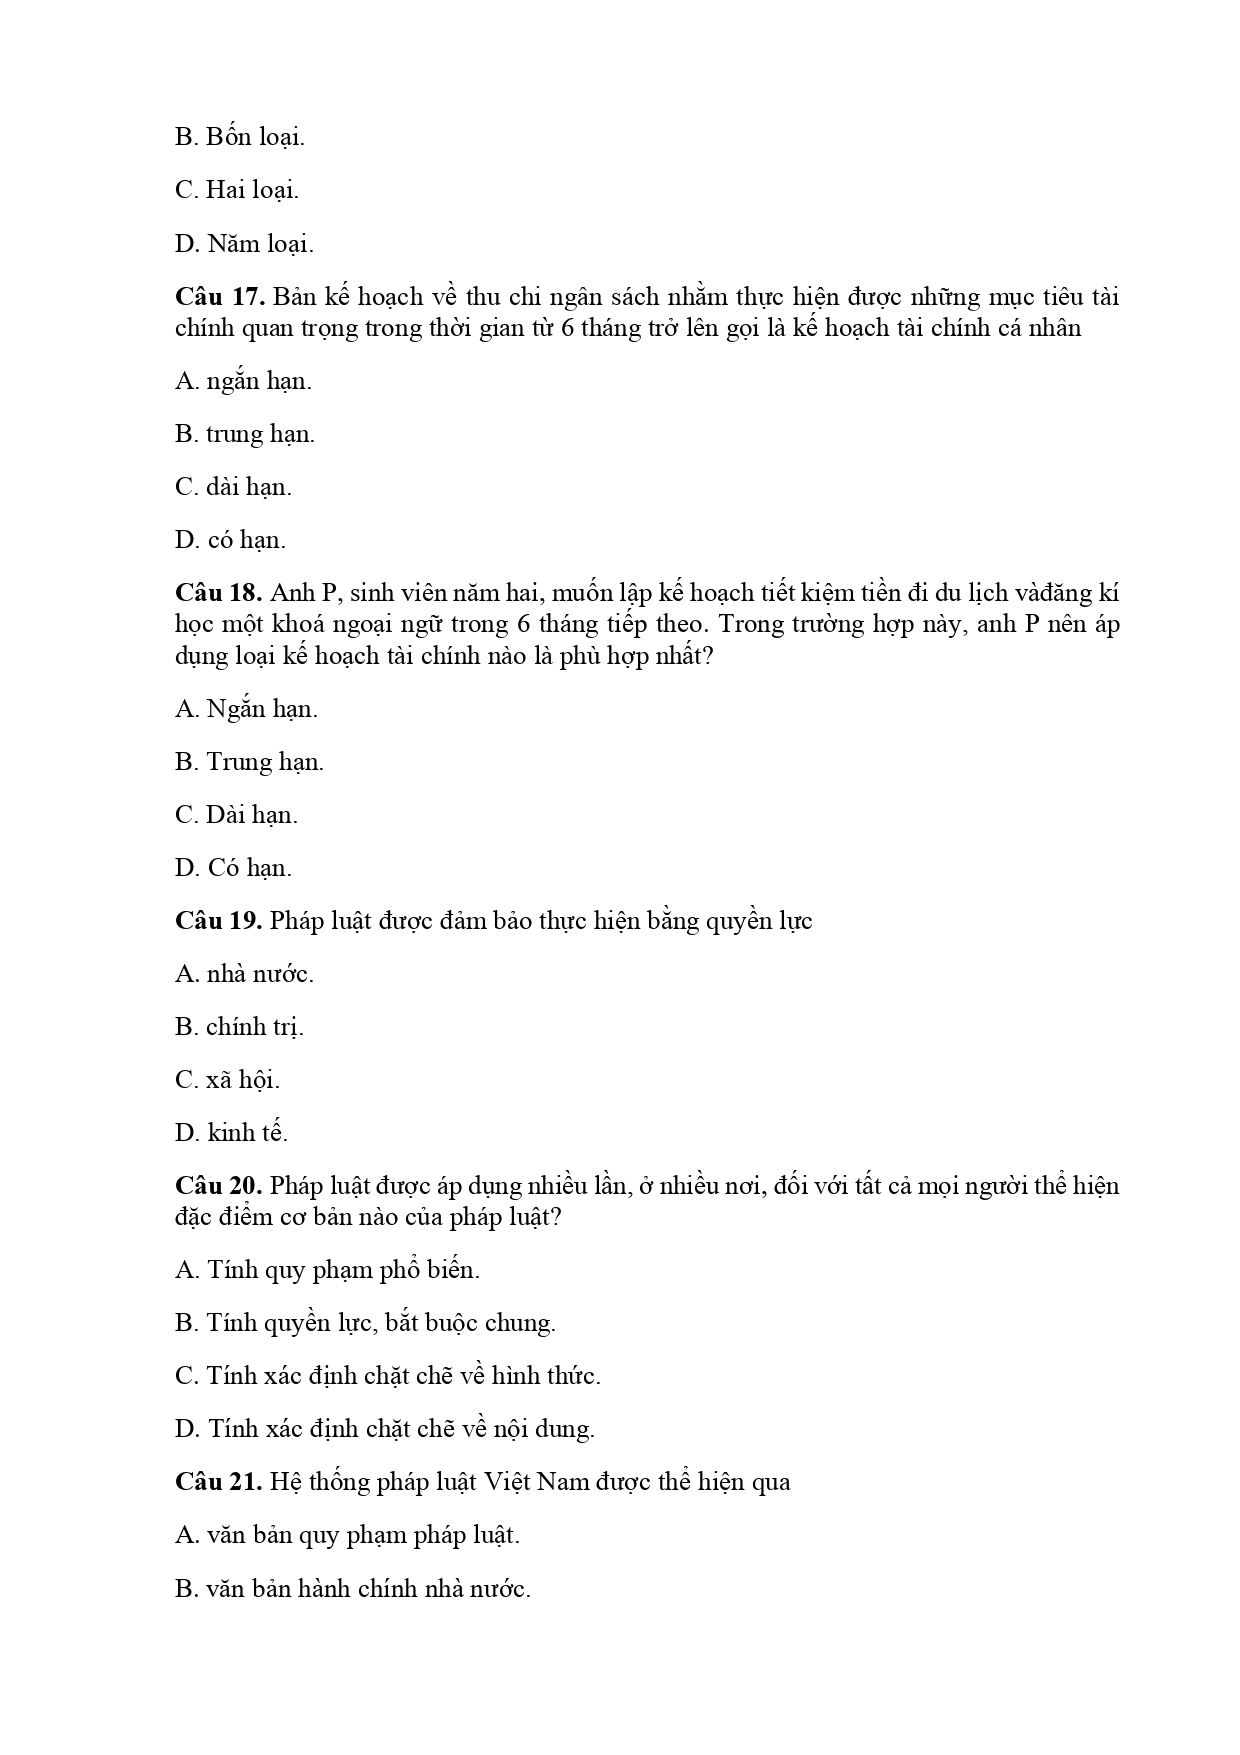 B. Bốn loại.
C. Hai loại.
D. Năm loại.
Câu 17. Bản kế hoạch về thu chi ngân sách nhằm thực hiện được những mục tiêu tài
chính quan trọng trong thời gian từ 6 tháng trở lên gọi là kế hoạch tài chính cá nhân
A. ngắn hạn.
B. trung hạn.
C. dài hạn.
D. có hạn.
Câu 18. Anh P, sinh viên năm hai, muốn lập kế hoạch tiết kiệm tiền đi du lịch vàđăng kí
học một khoá ngoại ngữ trong 6 tháng tiếp theo. Trong trường hợp này, anh P nên áp
dụng loại kế hoạch tài chính nào là phù hợp nhất?
A. Ngắn hạn.
B. Trung hạn.
C. Dài hạn.
D. Có hạn.
Câu 19. Pháp luật được đảm bảo thực hiện bằng quyền lực
A. nhà nước.
B. chính trị.
C. xã hội.
D. kinh tế.
Câu 20. Pháp luật được áp dụng nhiều lần, ở nhiều nơi, đối với tất cả mọi người thể hiện
đặc điểm cơ bản nào của pháp luật?
A. Tính quy phạm phổ biến.
B. Tính quyền lực, bắt buộc chung.
C. Tính xác định chặt chẽ về hình thức.
D. Tính xác định chặt chẽ về nội dung.
Câu 21. Hệ thống pháp luật Việt Nam được thể hiện qua
A. văn bản quy phạm pháp luật.
B. văn bản hành chính nhà nước.